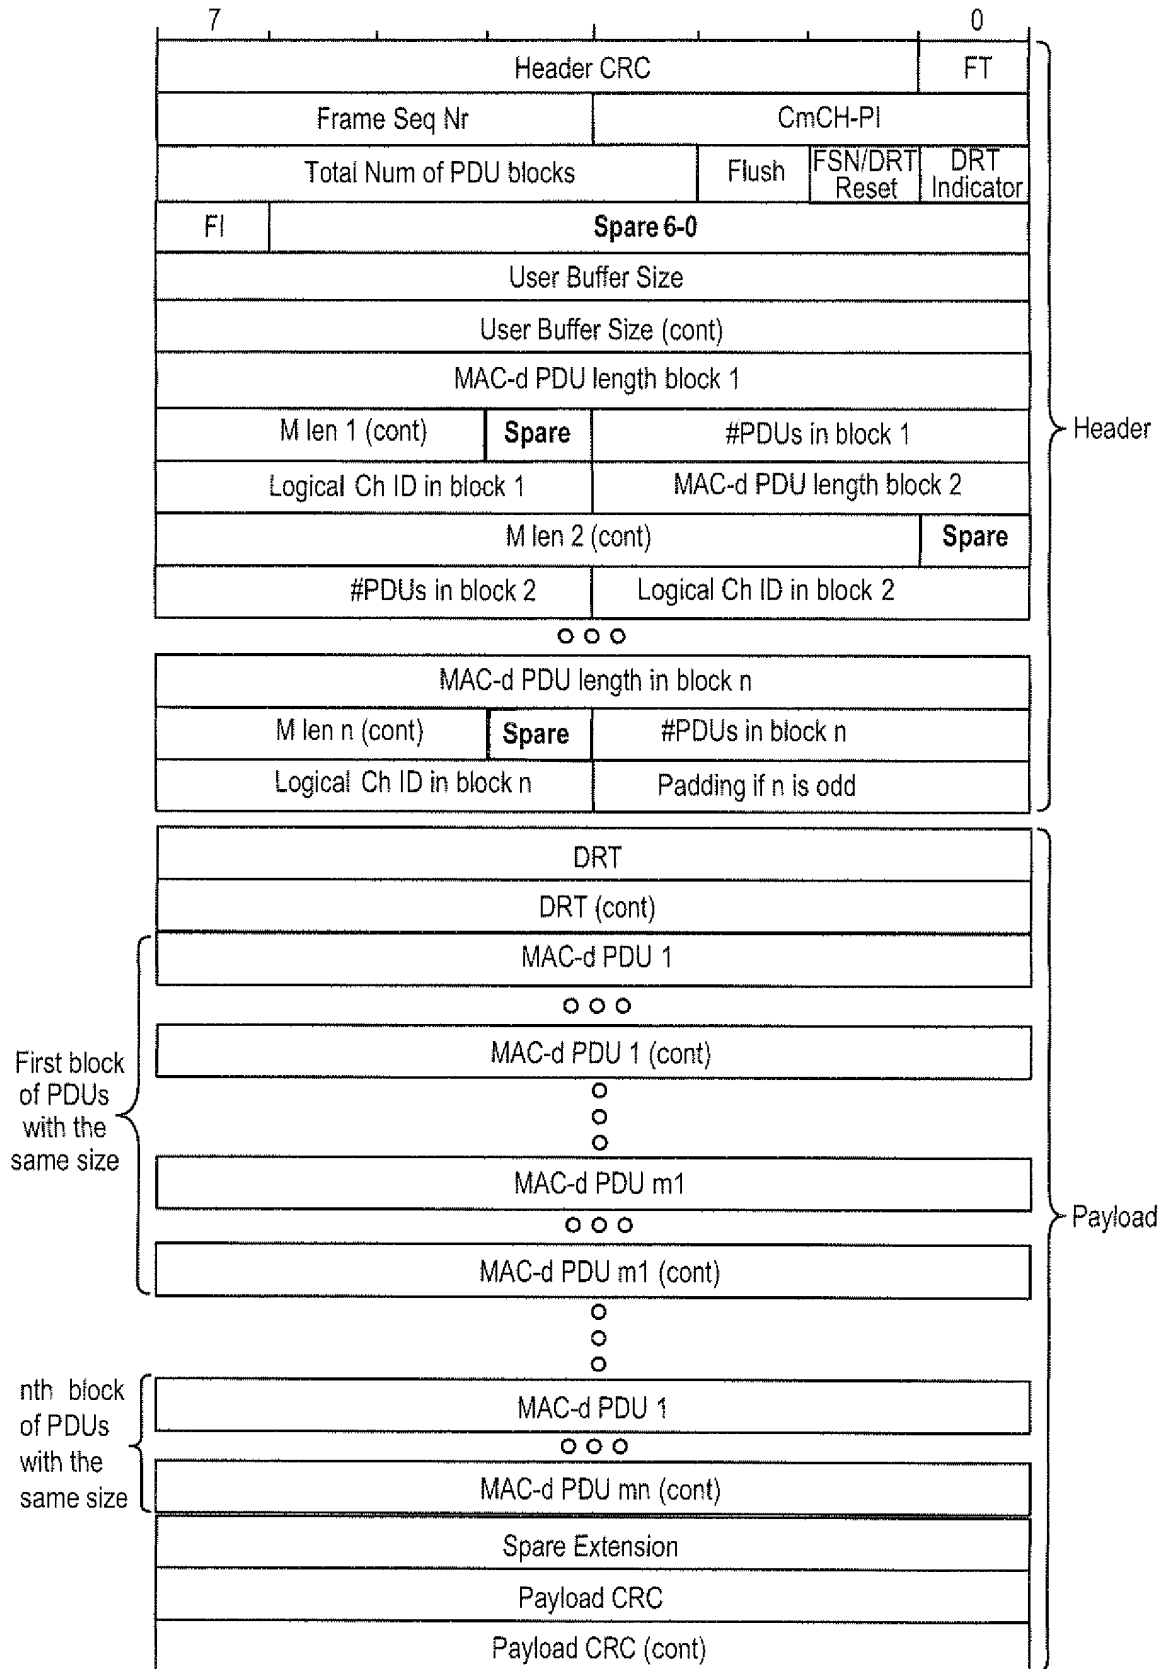 7 0
Header CRC FT
Frame Seq Nr CmCH-PI
Total Num of PDU blocks Flush FSN/DRT Reset DRT Indicator
FI Spare 6-0
User Buffer Size
User Buffer Size (cont)
MAC-d PDU length block 1
M len 1 (cont) Spare #PDUs in block 1
Header
Logical Ch ID in block 1 MAC-d PDU length block 2
M len 2 (cont) Spare
#PDUs in block 2 Logical Ch ID in block 2
MAC-d PDU length in block n
M len n (cont) Spare #PDUs in block n
Logical Ch ID in block n Padding if n is odd
DRT
DRT (cont)
MAC-d PDU 1
MAC-d PDU 1 (cont)
First block
of PDUs
with the
same size
MAC-d PDU m1
Payload
MAC-d PDU m1 (cont)
nth block
of PDUs
with the
same size
MAC-d PDU 1
MAC-d PDU mn (cont)
Spare Extension
Payload CRC
Payload CRC (cont)